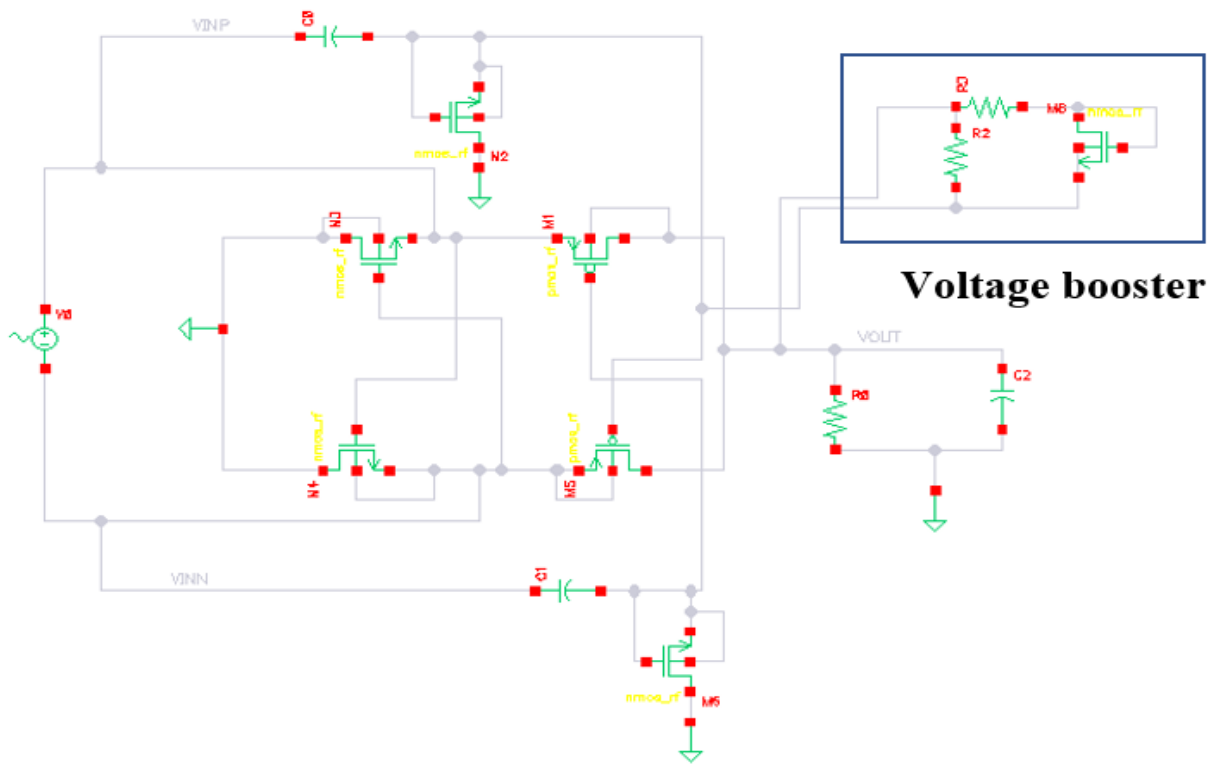 C0
VINP
R3
M8
nmos_rf
R2
nmos_rf
N2
N3
M1
nmos_rf
pmos_rf
Voltage booster
V0
VOUT
R0
C2
nmos_rf
pmos_rf
N4
M5
VINN
C1
nmos_rf
M6